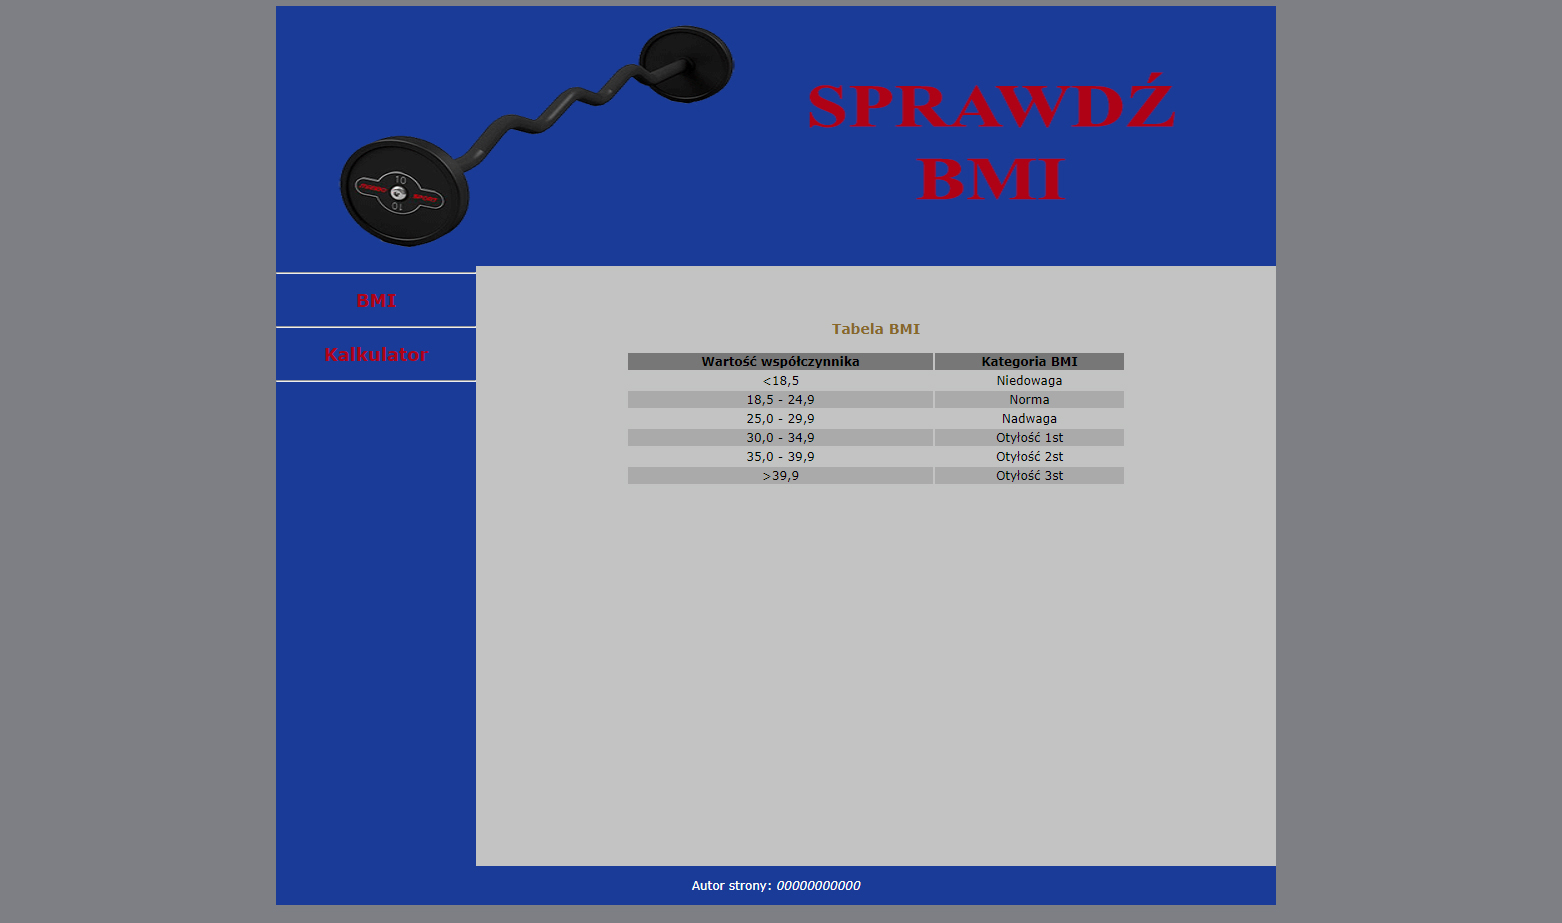 SPRAWDŹ
BMI
10
10
BMI
Kalkulator
Tabela BMI
Wartość współczynnika Kategoria BMI
<18,5 Niedowaga
18,5 - 24,9 Norma
25,0 - 29,9 Nadwaga
30,0 - 34,9 Otyłość 1st
35,0 - 39,9 Otyłość 2st
>39,9 Otyłość 3st
Autor strony: 00000000000